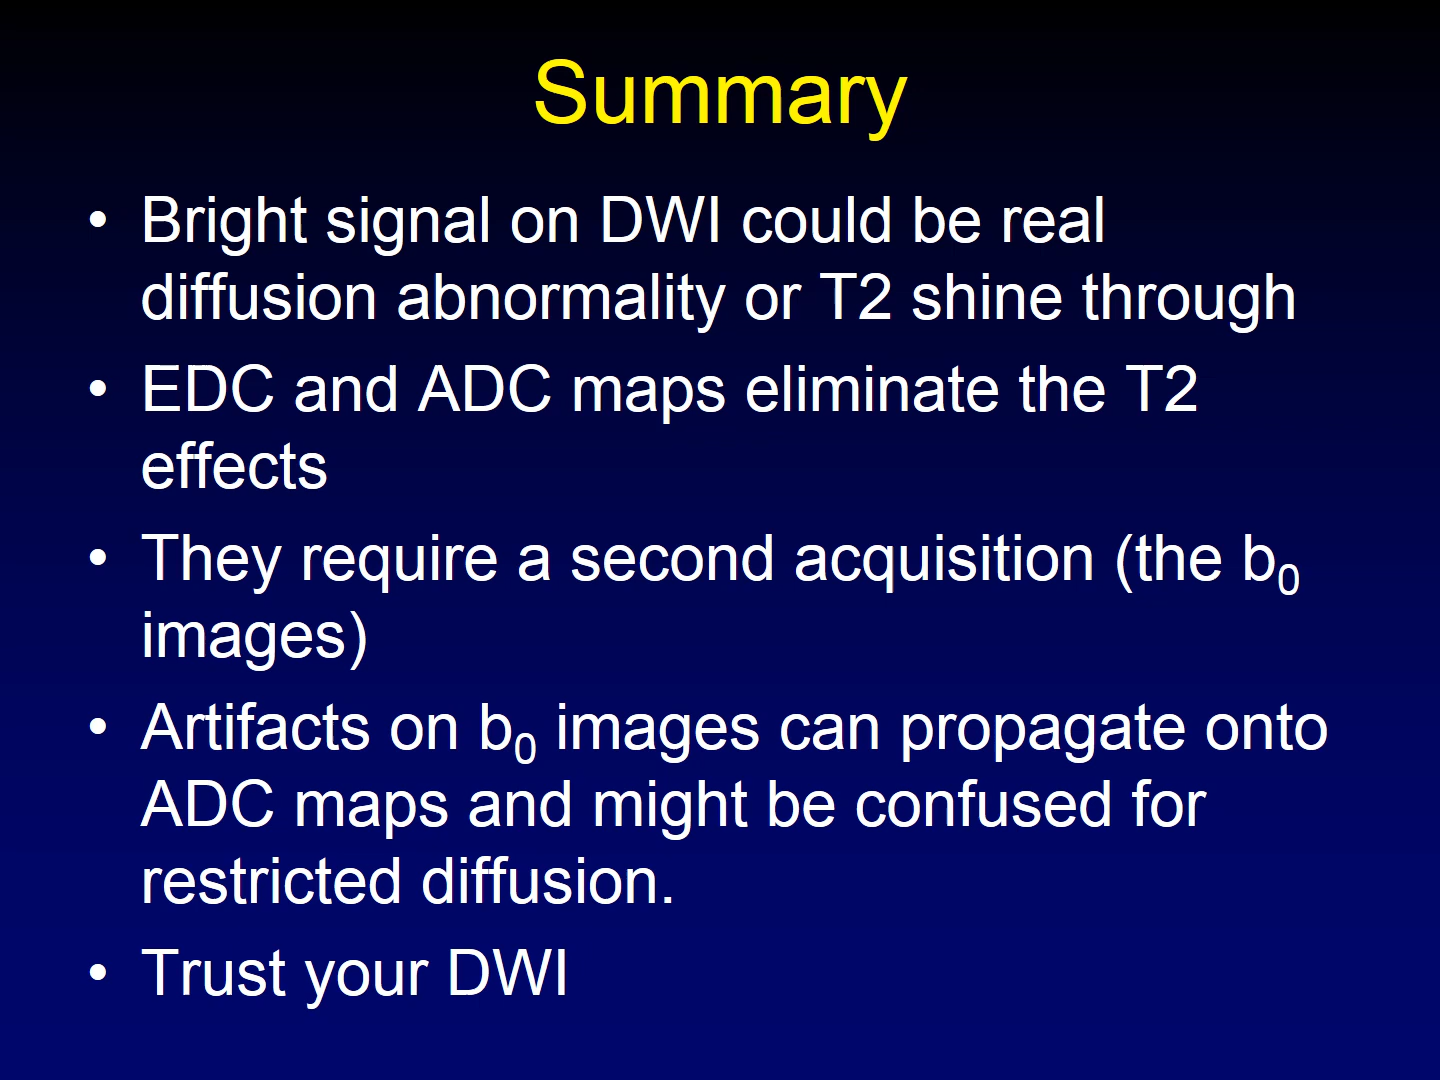 Summary
• Bright signal on DWI could be real
diffusion abnormality or T2 shine through
• EDC and ADC maps eliminate the T2
effects
• They require a second acquisition (the b₀
images)
• Artifacts on b₀ images can propagate onto
ADC maps and might be confused for
restricted diffusion.
• Trust your DWI